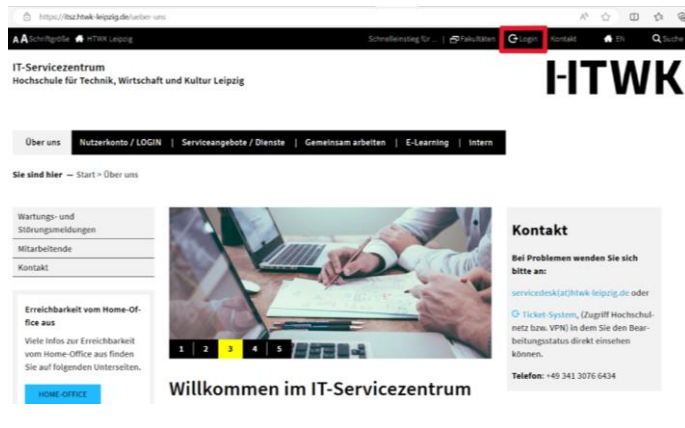 https://itsz.htwk-leipzig.de/ueber-uns
A A Schriftgröße HTWK Leipzig Schnelleinstieg für ... | Fakultäten Login Kontakt EN Suche
IT-Servicezentrum
Hochschule für Technik, Wirtschaft und Kultur Leipzig
HTWK
Über uns Nutzerkonto / LOGIN | Serviceangebote / Dienste | Gemeinsam arbeiten | E-Learning | Intern
Sie sind hier — Start > Über uns
Wartungs- und
Störungsmeldungen
Mitarbeitende
Kontakt
Erreichbarkeit vom Home-Of-
fice aus
Viele Infos zur Erreichbarkeit
vom Home-Office aus finden
Sie auf folgenden Unterseiten.
HOME-OFFICE
1 2 3 4 5
Willkommen im IT-Servicezentrum
Kontakt
Bei Problemen wenden Sie sich
bitte an:
servicedesk(at)htwk-leipzig.de oder
Ticket-System, (Zugriff Hochschul-
netz bzw. VPN) in dem Sie den Bear-
beitungsstatus direkt einsehen
können.
Telefon: +49 341 3076 6434